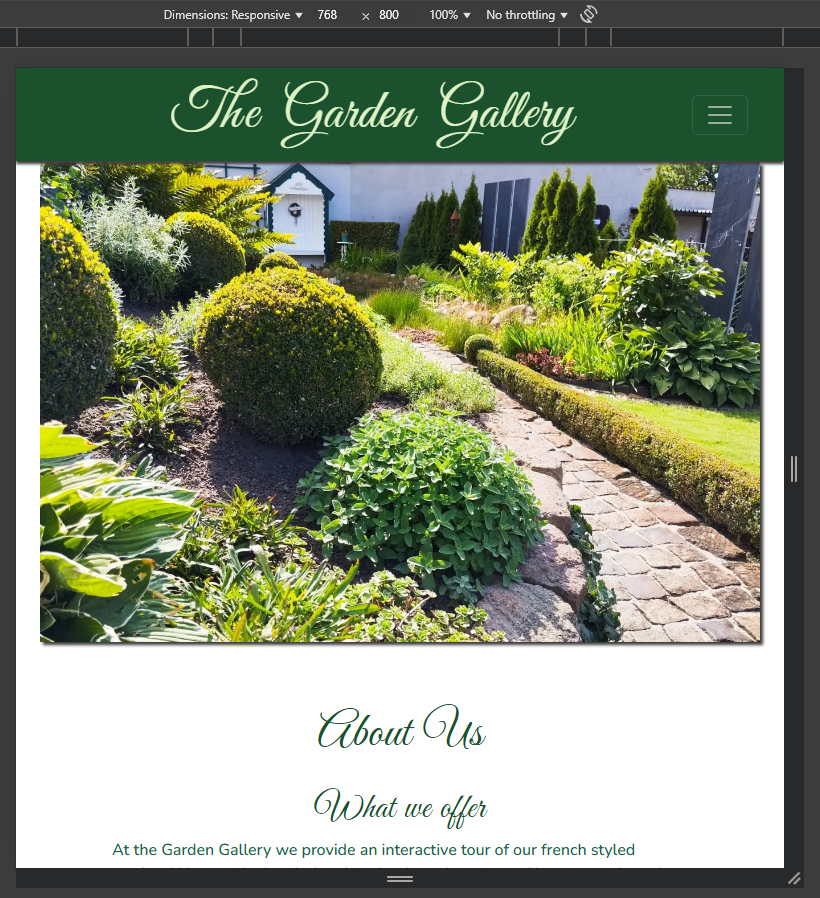 Dimensions: Responsive 768 × 800 100% No throttling
The Garden Gallery
About Us
What we offer
At the Garden Gallery we provide an interactive tour of our french styled